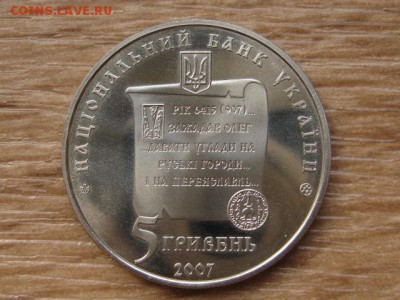 COINS.LAVE.RU
НАЦІОНАЛЬНИЙ БАНК УКРАЇНИ
РІК 6415 (907)...
ЗАЖАДАВ ОЛЕГ
...ДАВАТИ УКЛАДИ НА
РУСЬКІ ГОРОДИ...
І НА ПЕРЕЯСЛАВЛЬ...
5 ГРИВЕНЬ
2007